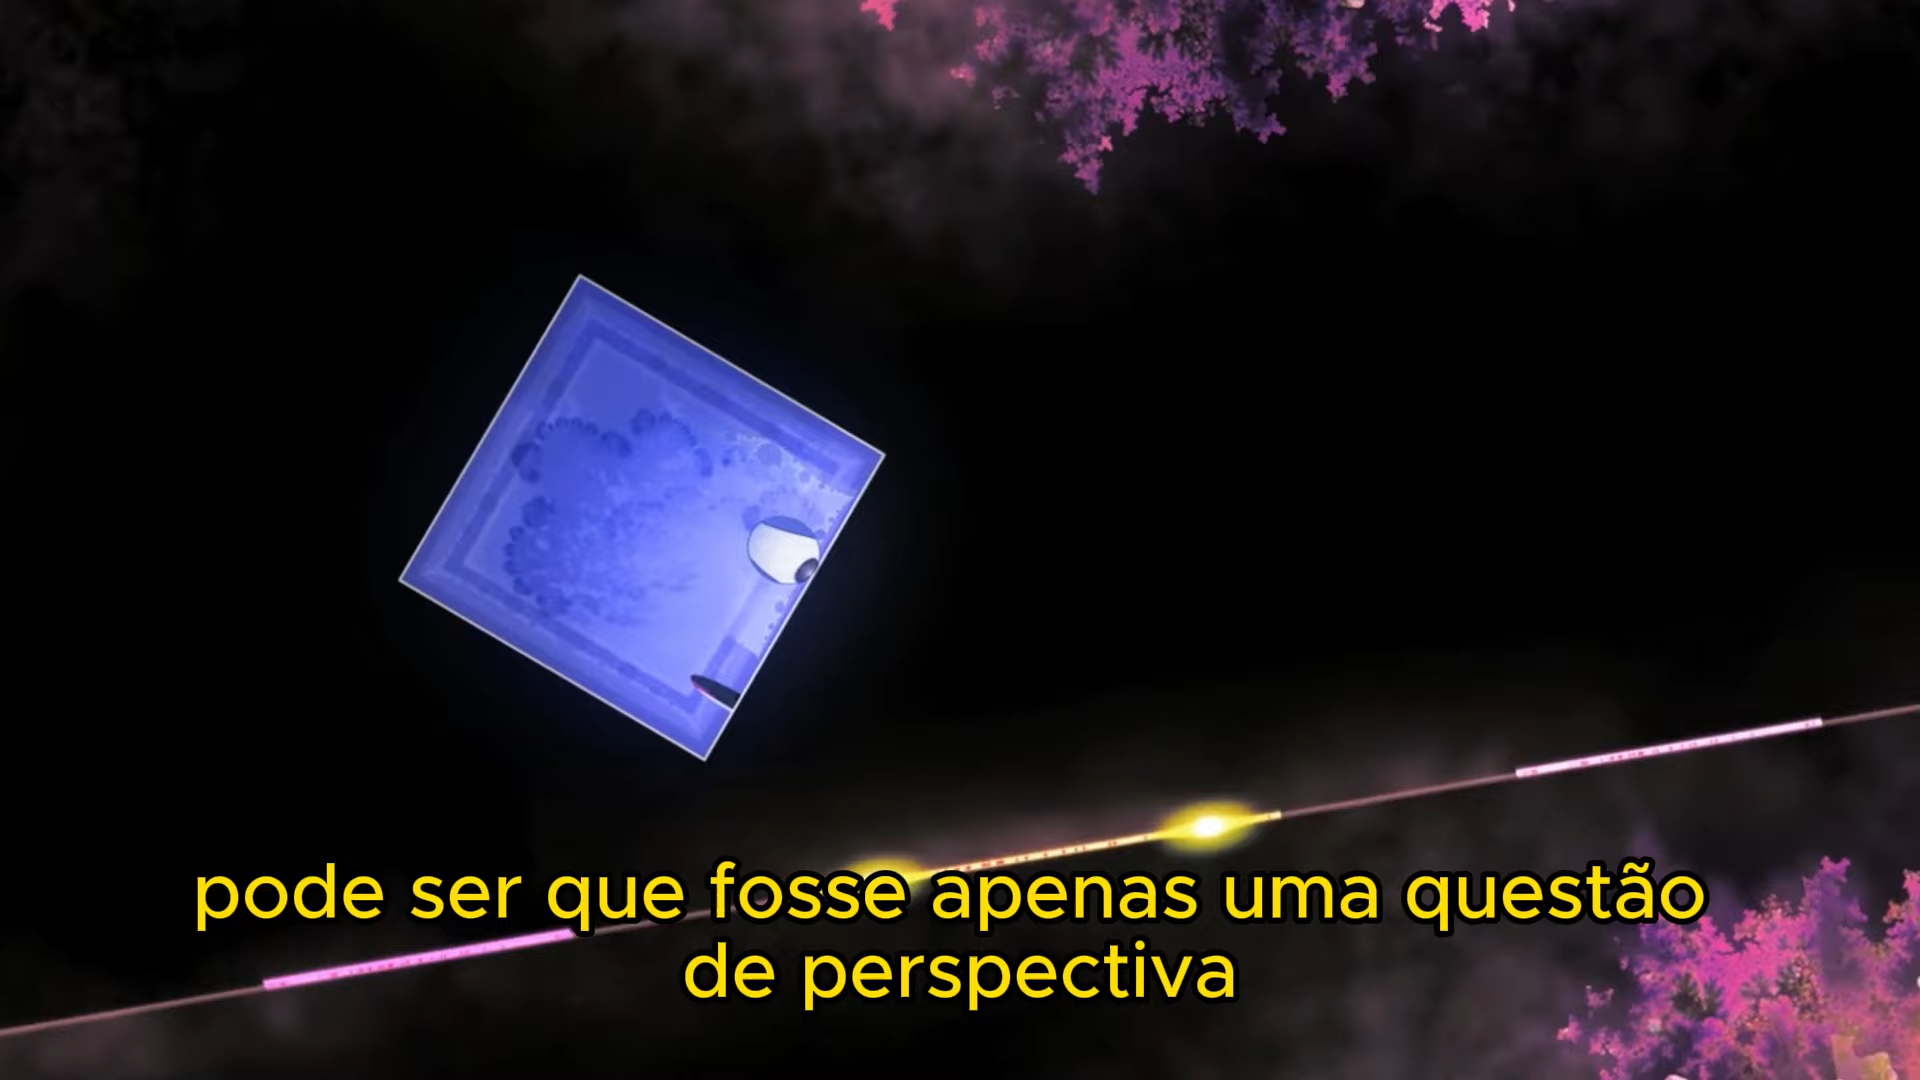 pode ser que fosse apenas uma questão
de perspectiva